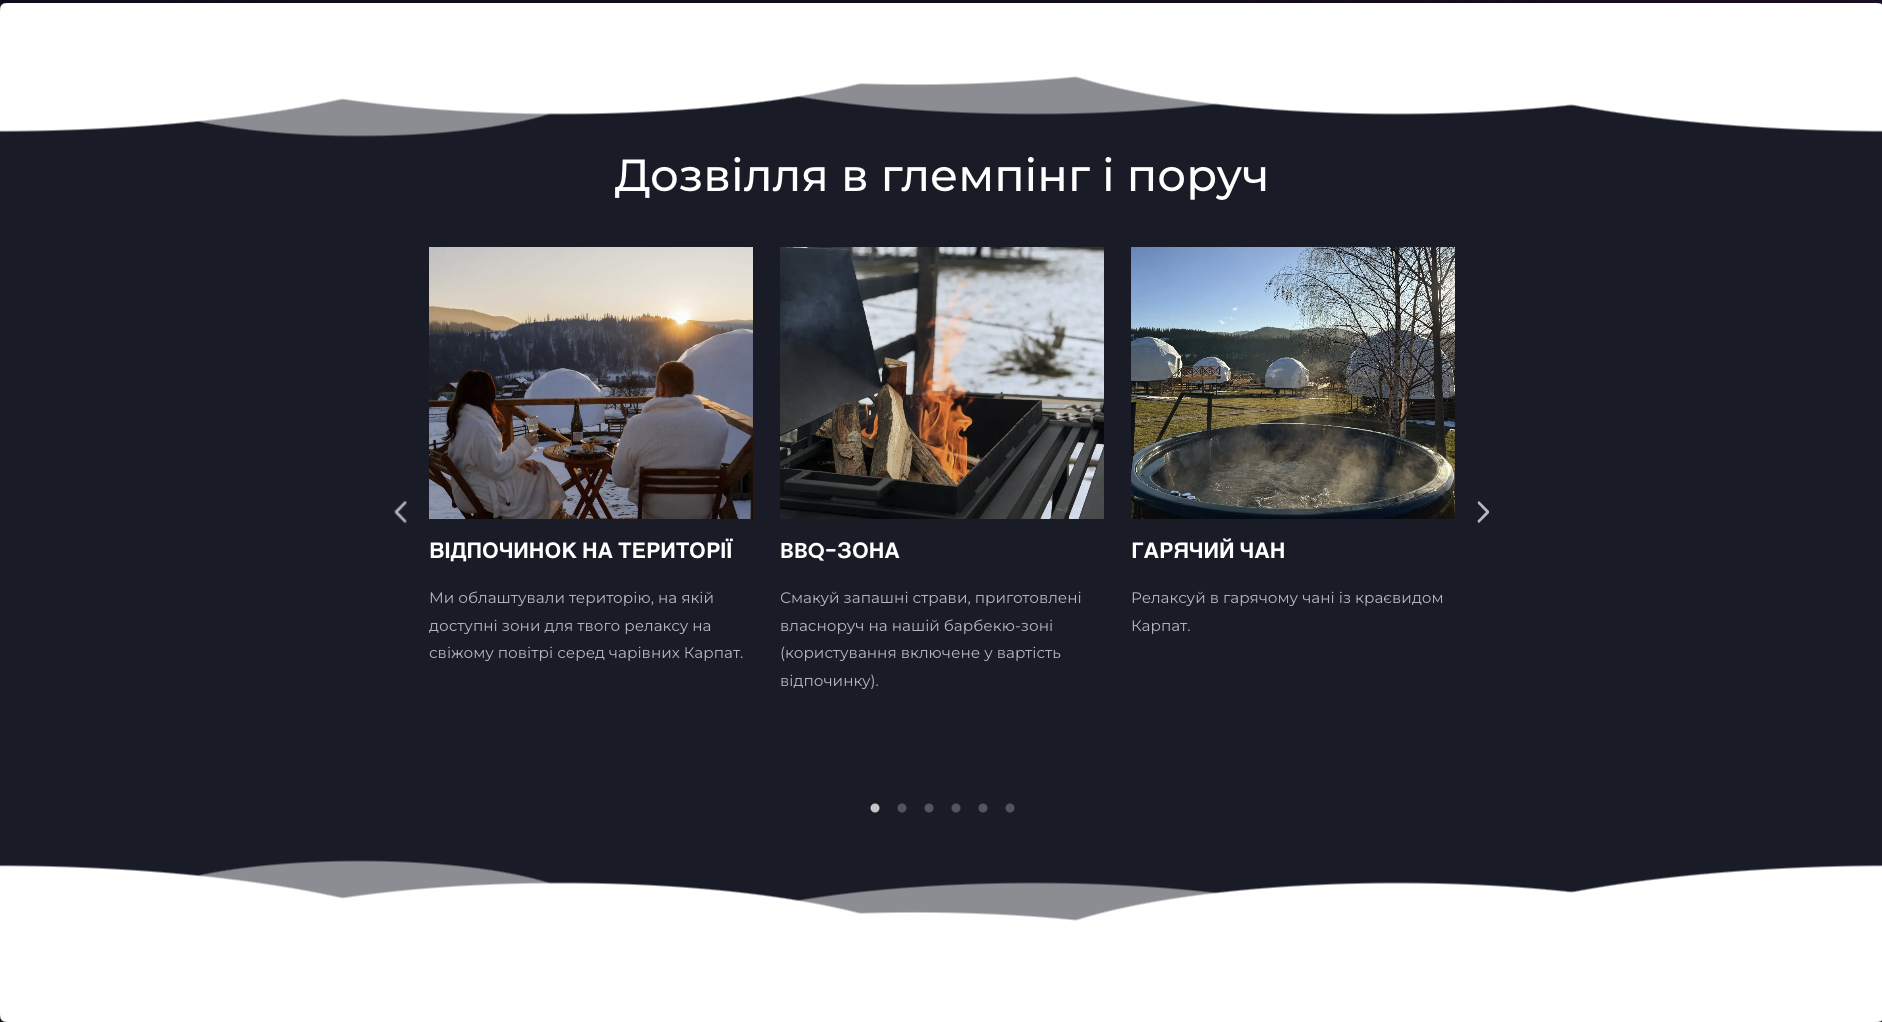 Дозвілля в глемпінг і поруч
ВІДПОЧИНОК НА ТЕРИТОРІЇ
Ми облаштували територію, на якій
доступні зони для твого релаксу на
свіжому повітрі серед чарівних Карпат.
BBQ-ЗОНА
Смакуй запашні страви, приготовлені
власноруч на нашій барбекю-зоні
(користування включене у вартість
відпочинку).
ГАРЯЧИЙ ЧАН
Релаксуй в гарячому чані із краєвидом
Карпат.